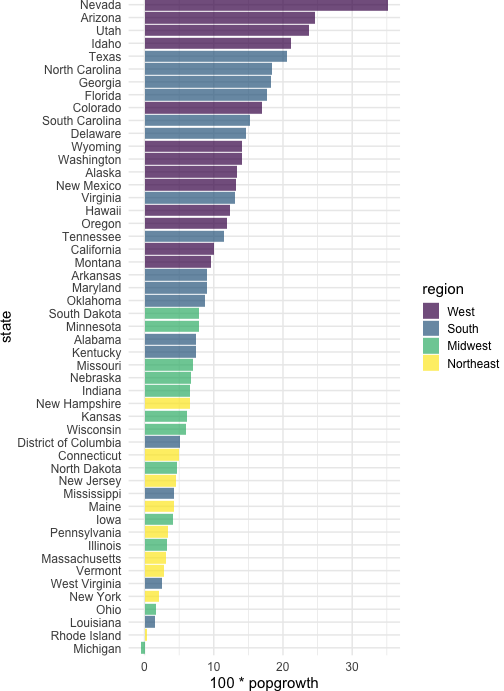 Nevada
Arizona
Utah
Idaho
Texas
North Carolina
Georgia
Florida
Colorado
South Carolina
Delaware
Wyoming
Washington
Alaska
New Mexico
Virginia
Hawaii
Oregon
Tennessee
California
Montana
Arkansas
Maryland
Oklahoma
South Dakota
Minnesota
Alabama
Kentucky
Missouri
Nebraska
Indiana
New Hampshire
Kansas
Wisconsin
District of Columbia
Connecticut
North Dakota
New Jersey
Mississippi
Maine
Iowa
Pennsylvania
Illinois
Massachusetts
Vermont
West Virginia
New York
Ohio
Louisiana
Rhode Island
Michigan
state
0 10 20 30
100 * popgrowth
region
West
South
Midwest
Northeast